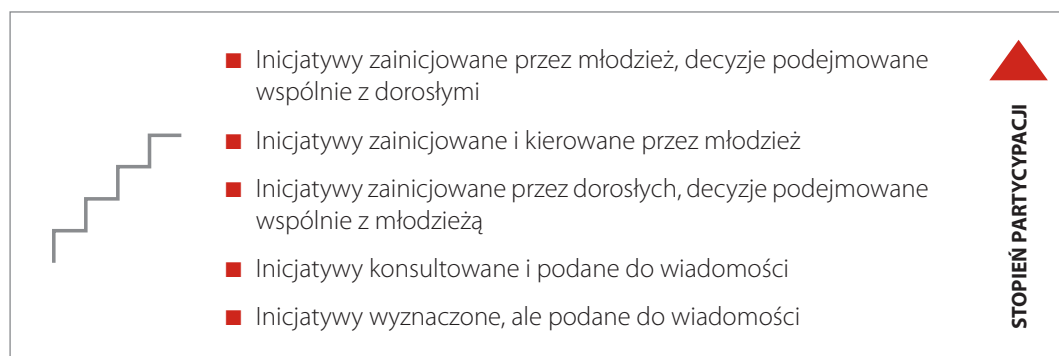 Inicjatywy zainicjowane przez młodzież, decyzje podejmowane
wspólnie z dorosłymi
Inicjatywy zainicjowane i kierowane przez młodzież
Inicjatywy zainicjowane przez dorosłych, decyzje podejmowane
wspólnie z młodzieżą
Inicjatywy konsultowane i podane do wiadomości
Inicjatywy wyznaczone, ale podane do wiadomości
STOPIEŃ PARTYCYPACJI